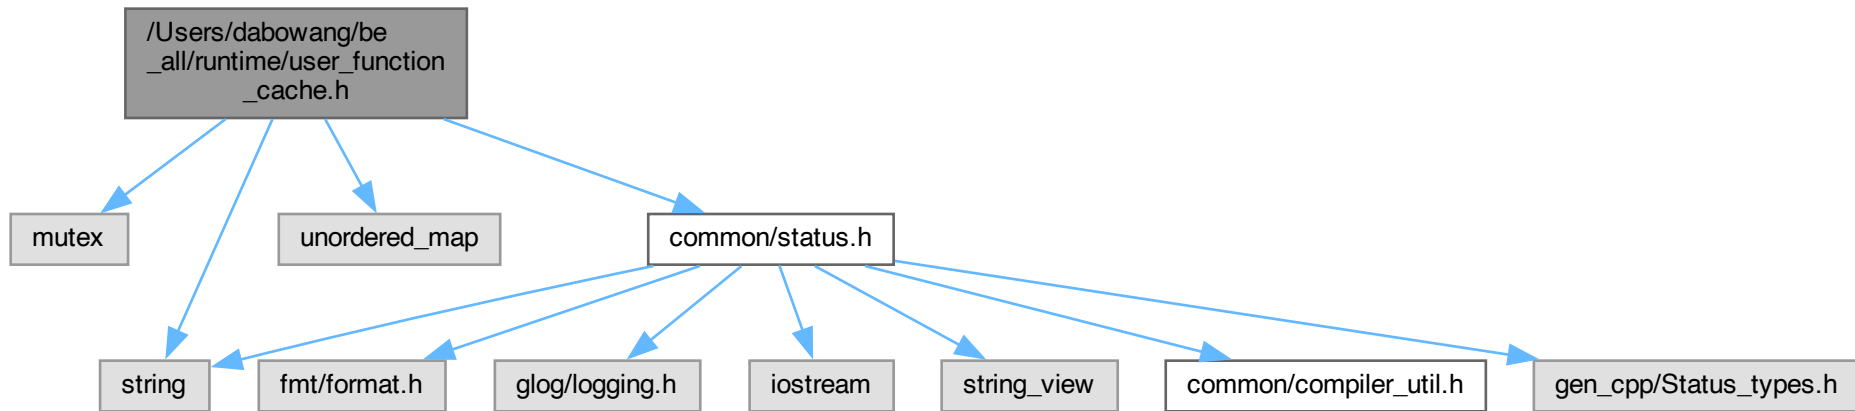 /Users/dabowang/be
_all/runtime/user_function
_cache.h
mutex
unordered_map
common/status.h
string
fmt/format.h
glog/logging.h
iostream
string_view
common/compiler_util.h
gen_cpp/Status_types.h